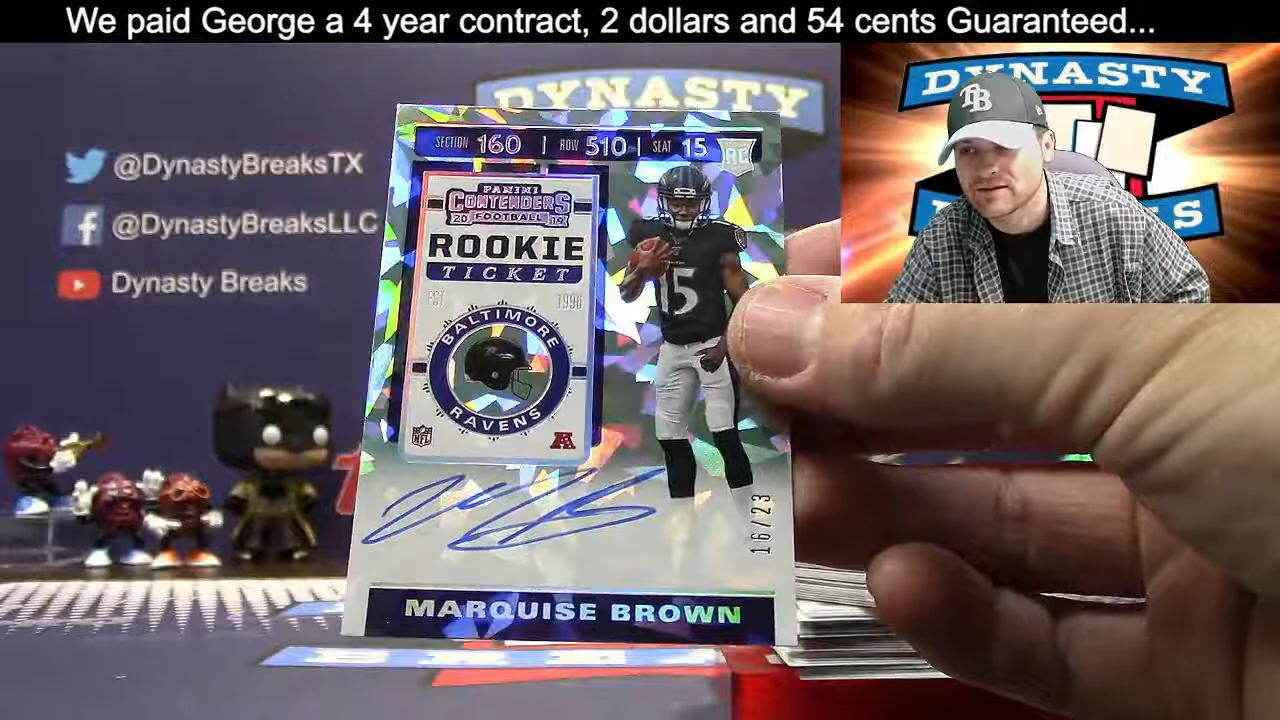 We paid George a 4 year contract, 2 dollars and 54 cents Guaranteed...
DYNASTY
DYNASTY
@DynastyBreaksTX
@DynastyBreaksLLC
Dynasty Breaks
SECTION 160 | ROW 510 | SEAT 15
RC
PANINI
CONTENDERS
20 FOOTBALL 19
ROOKIE
TICKET
EST 1996
BALTIMORE
RAVENS
NFL
15
TB
16/23
MARQUISE BROWN